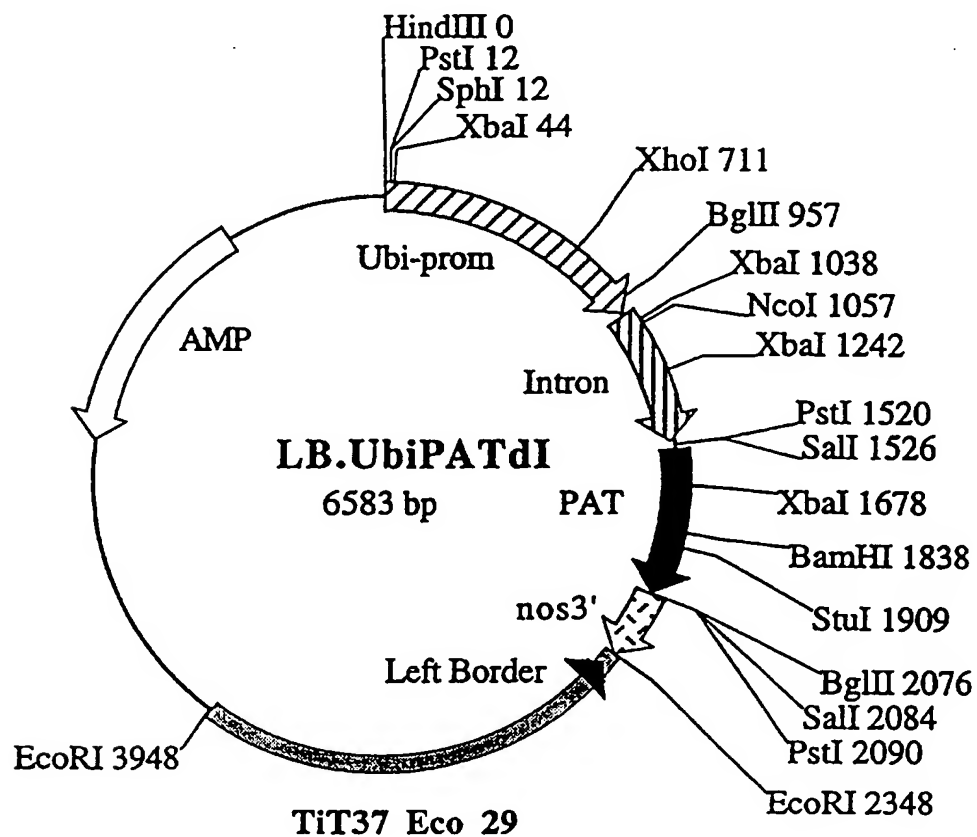 HindIII 0
PstI 12
SphI 12
XbaI 44
XhoI 711
BglII 957
Ubi-prom
XbaI 1038
NcoI 1057
AMP
XbaI 1242
Intron
PstI 1520
SalI 1526
LB.UbiPATdI
6583 bp
PAT
XbaI 1678
BamHI 1838
nos3'
StuI 1909
Left Border
BglII 2076
SalI 2084
PstI 2090
EcoRI 3948
EcoRI 2348
TiT37 Eco 29